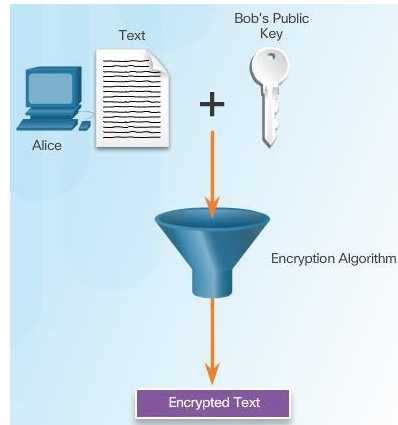 Text
Bob's Public
Key
Alice
Encryption Algorithm
Encrypted Text